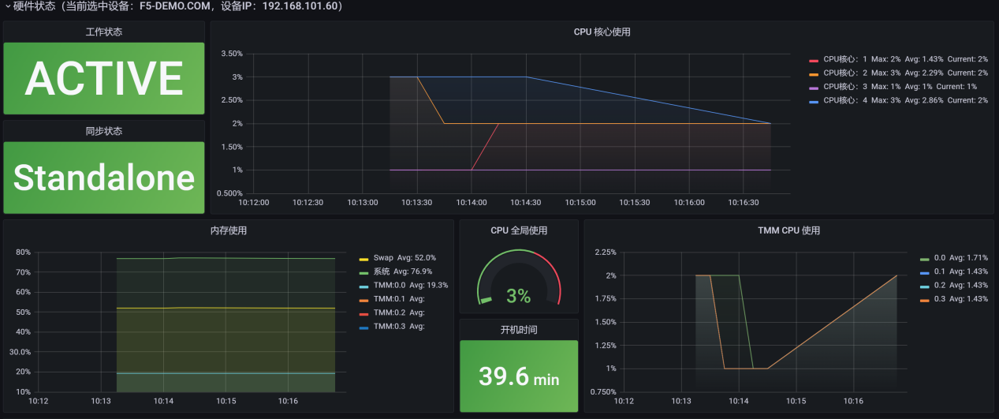 硬件状态（当前选中设备：F5-DEMO.COM，设备IP：192.168.101.60）
工作状态
ACTIVE
同步状态
Standalone
CPU 核心使用
3.50%
3%
2.50%
2%
1.50%
1%
0.500%
10:12:00 10:12:30 10:13:00 10:13:30 10:14:00 10:14:30 10:15:00 10:15:30 10:16:00 10:16:30
CPU核心：1 Max: 2% Avg: 1.43% Current: 2%
CPU核心：2 Max: 3% Avg: 2.29% Current: 2%
CPU核心：3 Max: 1% Avg: 1% Current: 1%
CPU核心：4 Max: 3% Avg: 2.86% Current: 2%
内存使用
80%
70%
60%
50%
40%
30.0%
20%
10%
10:12 10:13 10:14 10:15 10:16
Swap Avg: 52.0%
系统 Avg: 76.9%
TMM:0.0 Avg: 19.3%
TMM:0.1 Avg:
TMM:0.2 Avg:
TMM:0.3 Avg:
CPU 全局使用
3%
开机时间
39.6 min
TMM CPU 使用
2.25%
2%
1.75%
1.50%
1.25%
1%
0.750%
10:12 10:13 10:14 10:15 10:16
0.0 Avg: 1.71%
0.1 Avg: 1.43%
0.2 Avg: 1.43%
0.3 Avg: 1.43%